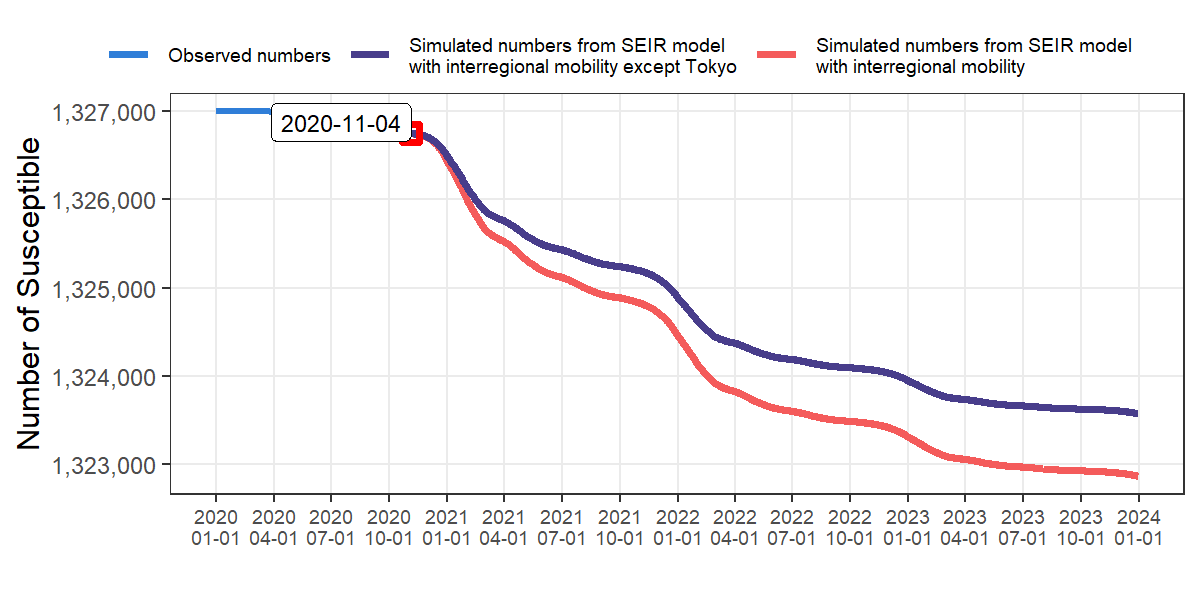 Observed numbers
Simulated numbers from SEIR model
with interregional mobility except Tokyo
Simulated numbers from SEIR model
with interregional mobility
Number of Susceptible
1,327,000
1,326,000
1,325,000
1,324,000
1,323,000
2020-11-04
2020 2020 2020 2020 2021 2021 2021 2021 2022 2022 2022 2022 2023 2023 2023 2023 2024
01-01 04-01 07-01 10-01 01-01 04-01 07-01 10-01 01-01 04-01 07-01 10-01 01-01 04-01 07-01 10-01 01-01